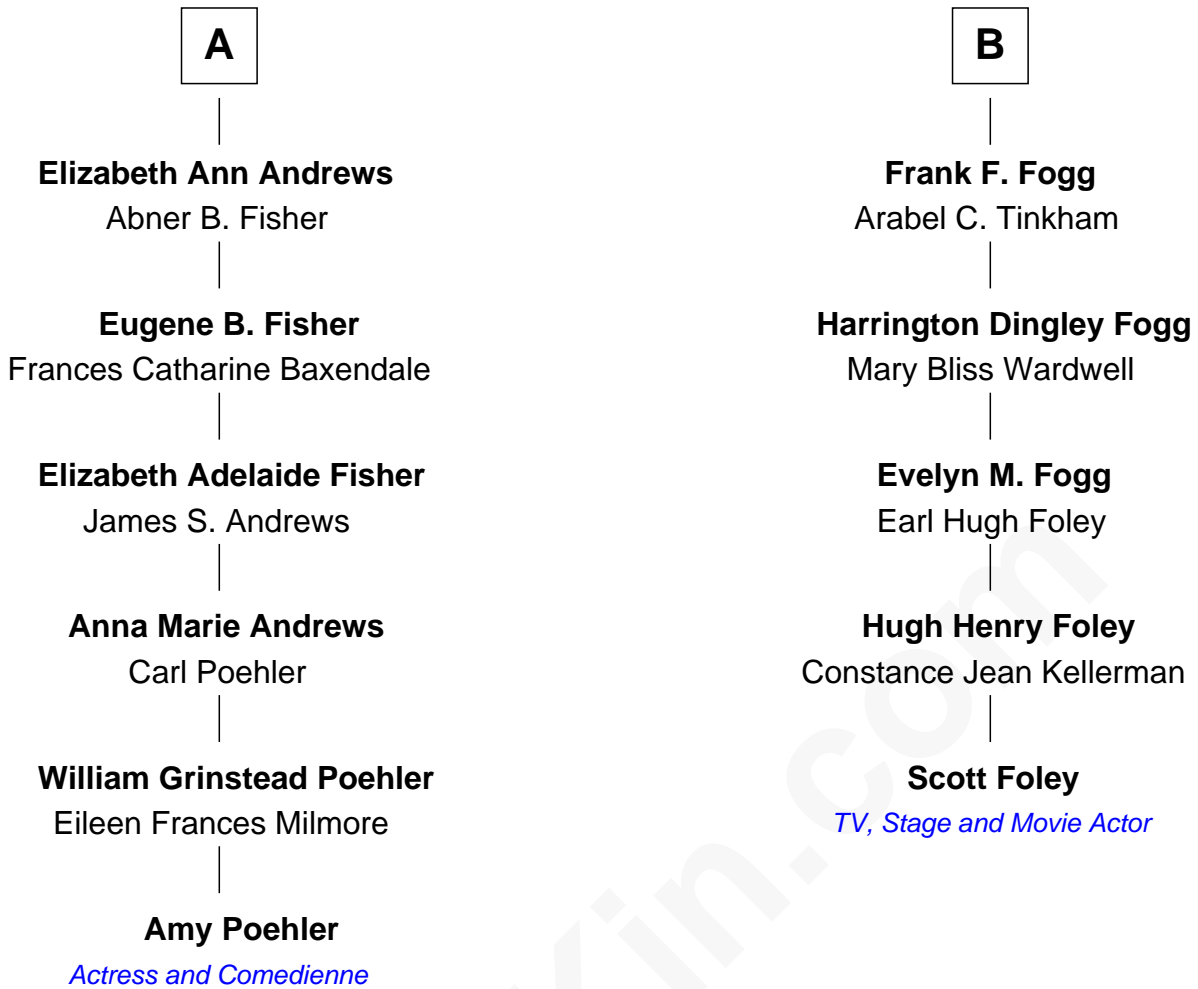 A
Elizabeth Ann Andrews
Abner B. Fisher
Eugene B. Fisher
Frances Catharine Baxendale
Elizabeth Adelaide Fisher
James S. Andrews
Anna Marie Andrews
Carl Poehler
William Grinstead Poehler
Eileen Frances Milmore
Amy Poehler
Actress and Comedienne
B
Frank F. Fogg
Arabel C. Tinkham
Harrington Dingley Fogg
Mary Bliss Wardwell
Evelyn M. Fogg
Earl Hugh Foley
Hugh Henry Foley
Constance Jean Kellerman
Scott Foley
TV, Stage and Movie Actor
Kin.com